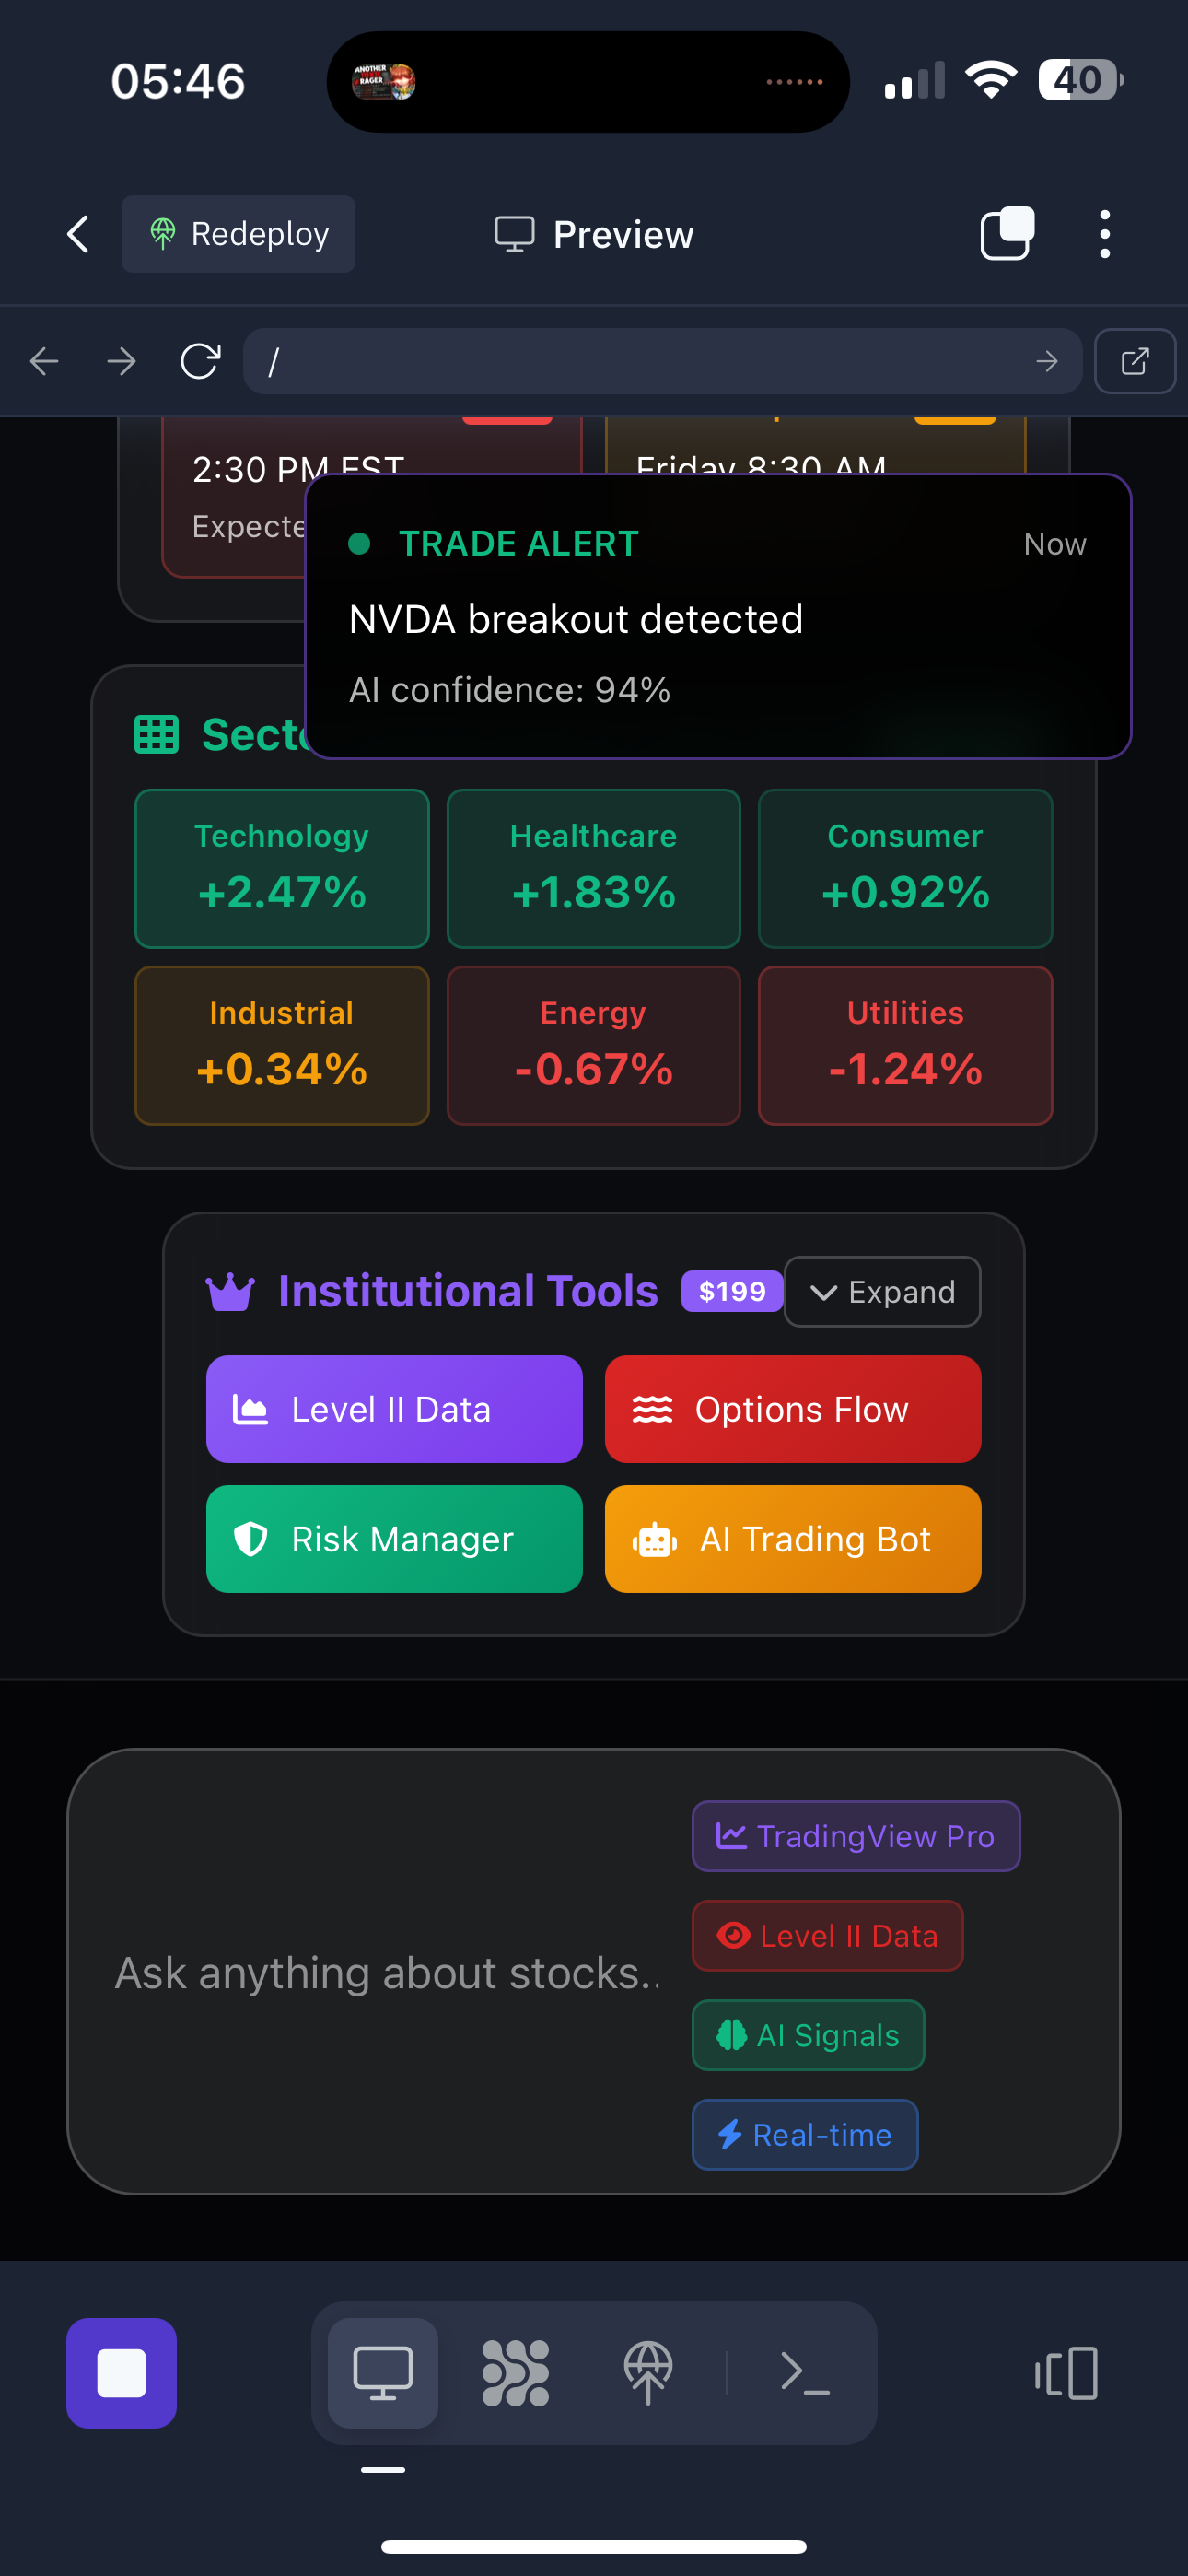 05:46
ANOTHER
RAGER
40
Redeploy
Preview
/
2:30 PM EST
Friday 8:30 AM
TRADE ALERT
Now
NVDA breakout detected
AI confidence: 94%
Technology
+2.47%
Healthcare
+1.83%
Consumer
+0.92%
Industrial
+0.34%
Energy
-0.67%
Utilities
-1.24%
Institutional Tools
$199
Expand
Level II Data
Options Flow
Risk Manager
AI Trading Bot
Ask anything about stocks..
TradingView Pro
Level II Data
AI Signals
Real-time